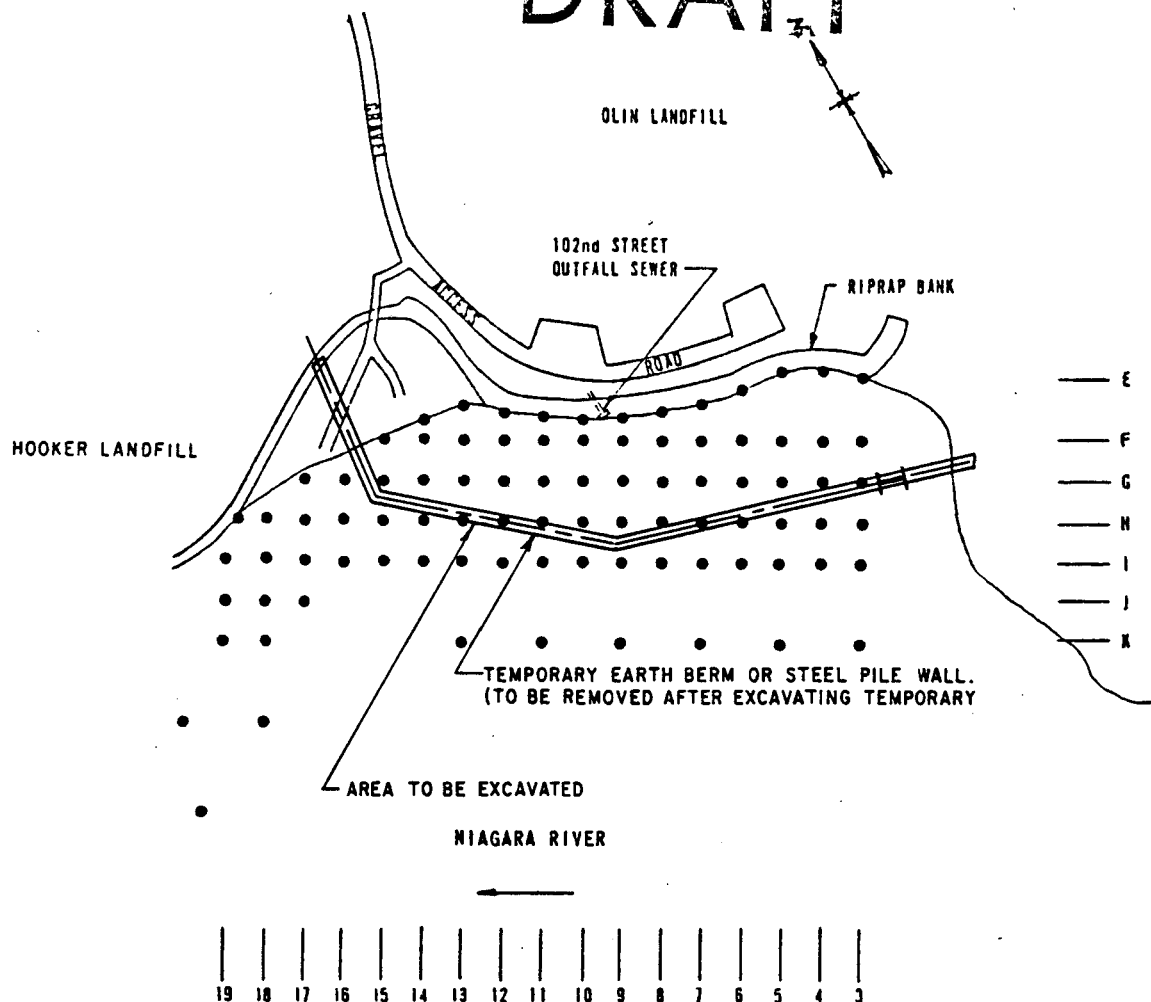 DRAFT
N
OLIN LANDFILL
GRAVEL
102nd STREET
OUTFALL SEWER
RIPRAP BANK
ACCESS
ROAD
E
HOOKER LANDFILL
F
G
H
I
J
K
TEMPORARY EARTH BERM OR STEEL PILE WALL.
(TO BE REMOVED AFTER EXCAVATING TEMPORARY
AREA TO BE EXCAVATED
NIAGARA RIVER
19 18 17 16 15 14 13 12 11 10 9 8 7 6 5 4 3